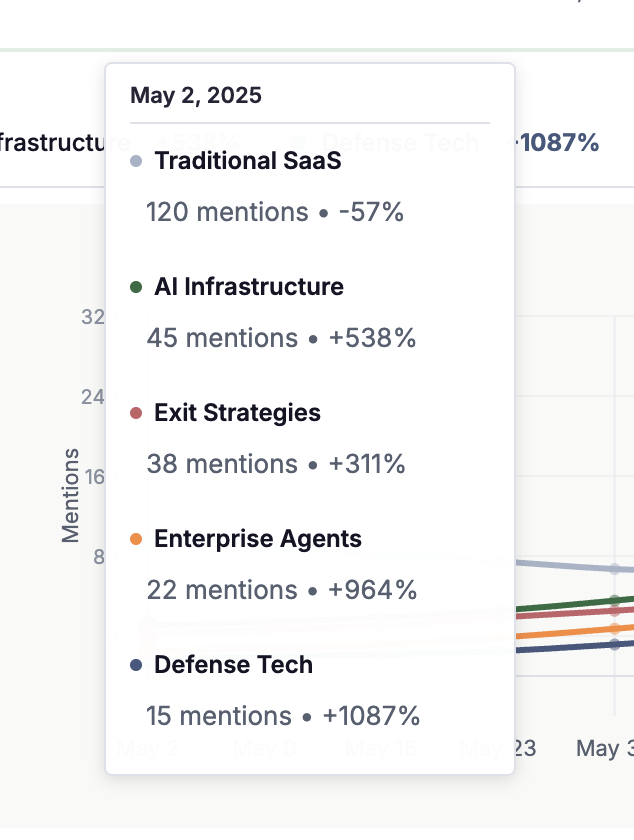 May 2, 2025
frastructure +538% Defense Tech -1087%
Traditional SaaS
120 mentions • -57%
AI Infrastructure
45 mentions • +538%
Exit Strategies
38 mentions • +311%
Enterprise Agents
22 mentions • +964%
Defense Tech
15 mentions • +1087%
Mentions
32
24
16
8
May 2 May 9 May 16 May 23 May 3